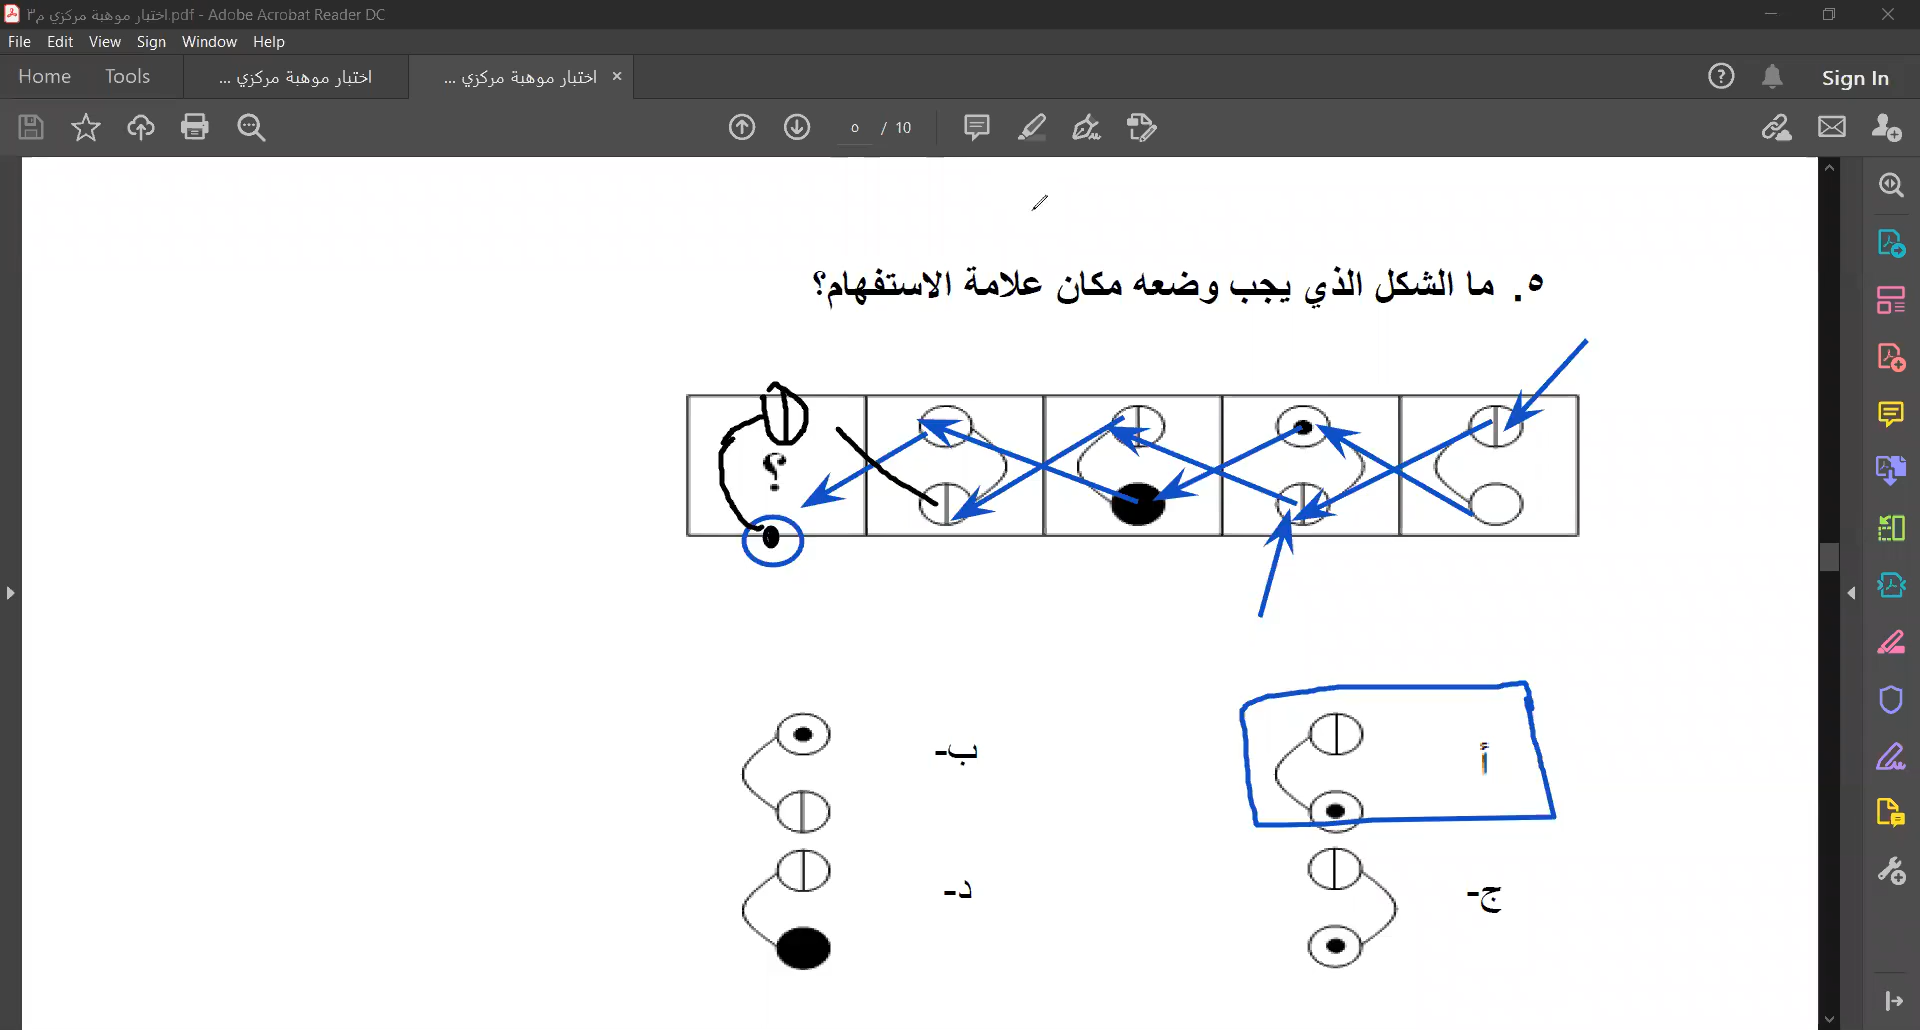 اختبار موهبة مركزي م٣.pdf - Adobe Acrobat Reader DC
File Edit View Sign Window Help
Home Tools اختبار موهبة مركزي ... اختبار موهبة مركزي ... × ? Sign In
٥ / 10
٥. ما الشكل الذي يجب وضعه مكان علامة الاستفهام؟
؟
أ
ب-
ج-
د-